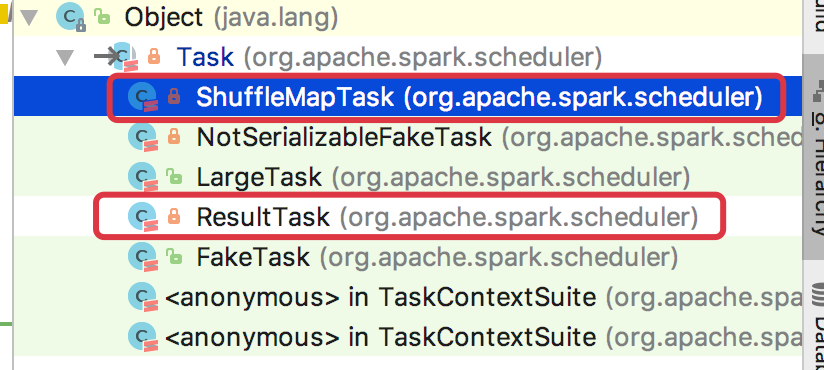 Object (java.lang)
Task (org.apache.spark.scheduler)
ShuffleMapTask (org.apache.spark.scheduler)
NotSerializableFakeTask (org.apache.spark.sched
LargeTask (org.apache.spark.scheduler)
ResultTask (org.apache.spark.scheduler)
FakeTask (org.apache.spark.scheduler)
<anonymous> in TaskContextSuite (org.apache.spa
<anonymous> in TaskContextSuite (org.apache.spa
Hierarchy
Datab